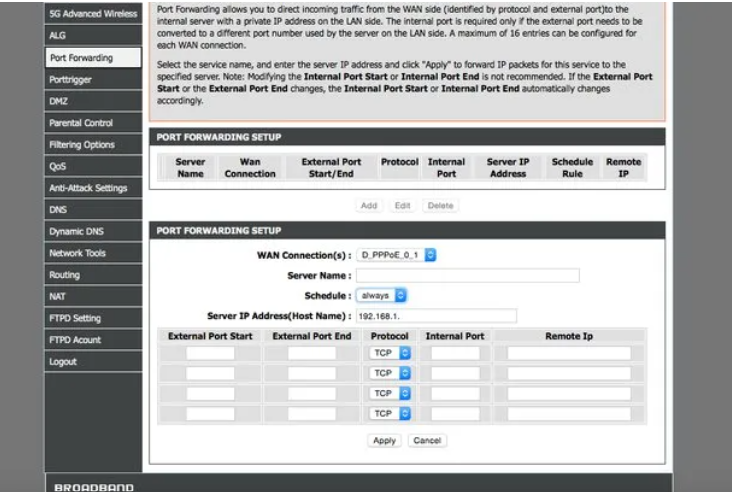 5G Advanced Wireless
ALG
Port Forwarding
Porttrigger
DMZ
Parental Control
Filtering Options
QoS
Anti-Attack Settings
DNS
Dynamic DNS
Network Tools
Routing
NAT
FTPD Setting
FTPD Acount
Logout
Port Forwarding allows you to direct incoming traffic from the WAN side (identified by protocol and external port)to the
internal server with a private IP address on the LAN side. The internal port is required only if the external port needs to be
converted to a different port number used by the server on the LAN side. A maximum of 16 entries can be configured for
each WAN connection.
Select the service name, and enter the server IP address and click "Apply" to forward IP packets for this service to the
specified server. Note: Modifying the Internal Port Start or Internal Port End is not recommended. If the External Port
Start or the External Port End changes, the Internal Port Start or Internal Port End automatically changes
accordingly.
PORT FORWARDING SETUP
Server Name Wan Connection External Port Start/End Protocol Internal Port Server IP Address Schedule Rule Remote IP
Add Edit Delete
PORT FORWARDING SETUP
WAN Connection(s) : D_PPPoE_0_1
Server Name :
Schedule : always
Server IP Address(Host Name) : 192.168.1.
External Port Start External Port End Protocol Internal Port Remote Ip
TCP
TCP
TCP
TCP
Apply Cancel
BROADBAND